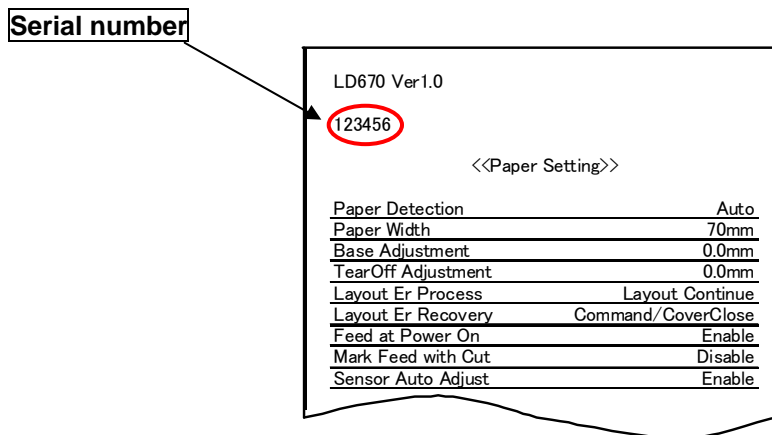 Serial number
LD670 Ver1.0
123456
<<Paper Setting>>
Paper Detection Auto
Paper Width 70mm
Base Adjustment 0.0mm
TearOff Adjustment 0.0mm
Layout Er Process Layout Continue
Layout Er Recovery Command/CoverClose
Feed at Power On Enable
Mark Feed with Cut Disable
Sensor Auto Adjust Enable